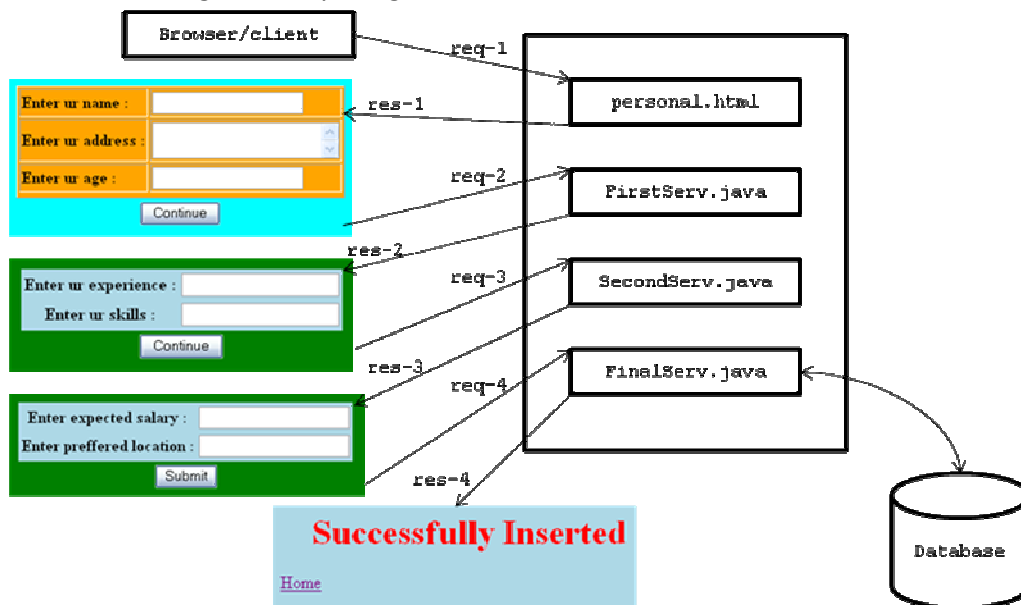 Browser/client
req-1
personal.html
Enter ur name :
res-1
Enter ur address :
Enter ur age :
Continue
req-2
FirstServ.java
res-2
Enter ur experience :
Enter ur skills :
Continue
req-3
SecondServ.java
res-3
Enter expected salary :
Enter preffered location :
Submit
req-4
FinalServ.java
res-4
Successfully Inserted
Home
Database